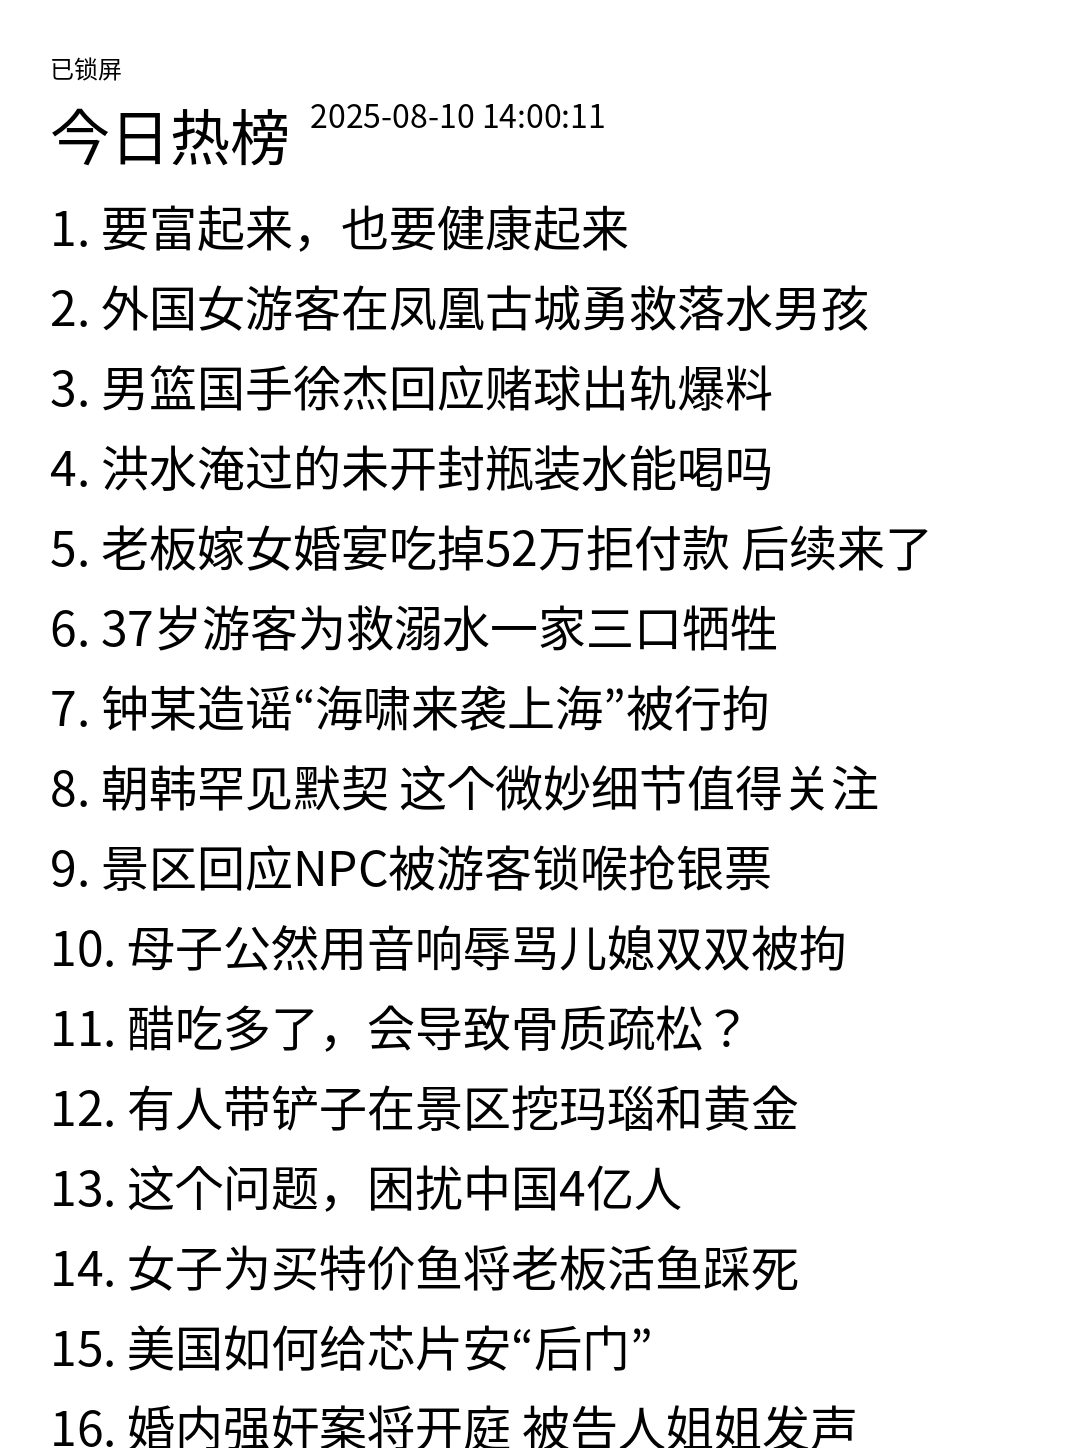 已锁屏
今日热榜 2025-08-10 14:00:11
1. 要富起来，也要健康起来
2. 外国女游客在凤凰古城勇救落水男孩
3. 男篮国手徐杰回应赌球出轨爆料
4. 洪水淹过的未开封瓶装水能喝吗
5. 老板嫁女婚宴吃掉52万拒付款 后续来了
6. 37岁游客为救溺水一家三口牺牲
7. 钟某造谣“海啸来袭上海”被行拘
8. 朝韩罕见默契 这个微妙细节值得关注
9. 景区回应NPC被游客锁喉抢银票
10. 母子公然用音响辱骂儿媳双双被拘
11. 醋吃多了，会导致骨质疏松？
12. 有人带铲子在景区挖玛瑙和黄金
13. 这个问题，困扰中国4亿人
14. 女子为买特价鱼将老板活鱼踩死
15. 美国如何给芯片安“后门”
16. 婚内强奸案将开庭 被告人姐姐发声